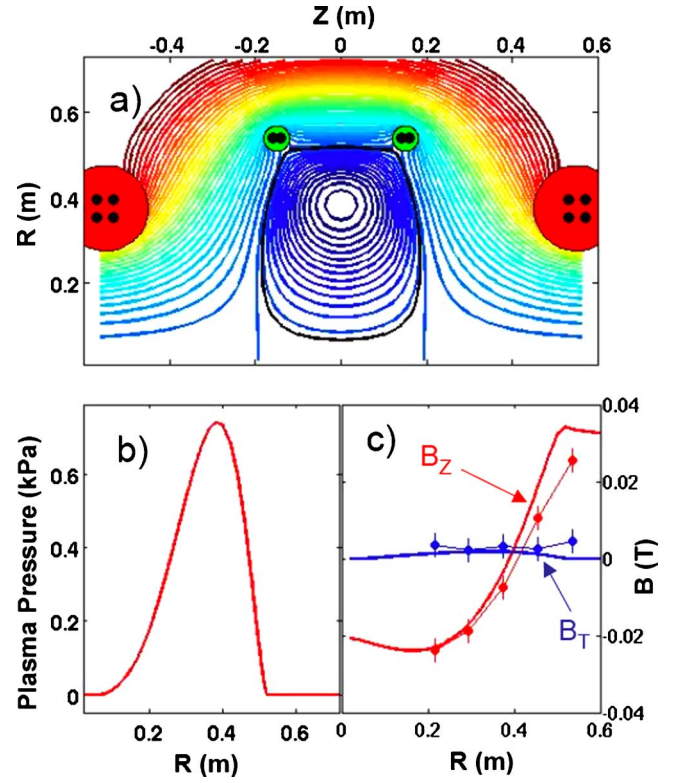 Z (m)
-0.4 -0.2 0 0.2 0.4 0.6
a)
R (m)
0.6
0.4
0.2
b)
Plasma Pressure (kPa)
0.6
0.4
0.2
0
0.2 0.4 0.6
R (m)
c)
B_Z
B_T
B (T)
0.04
0.02
0
-0.02
-0.04
0 0.2 0.4 0.6
R (m)